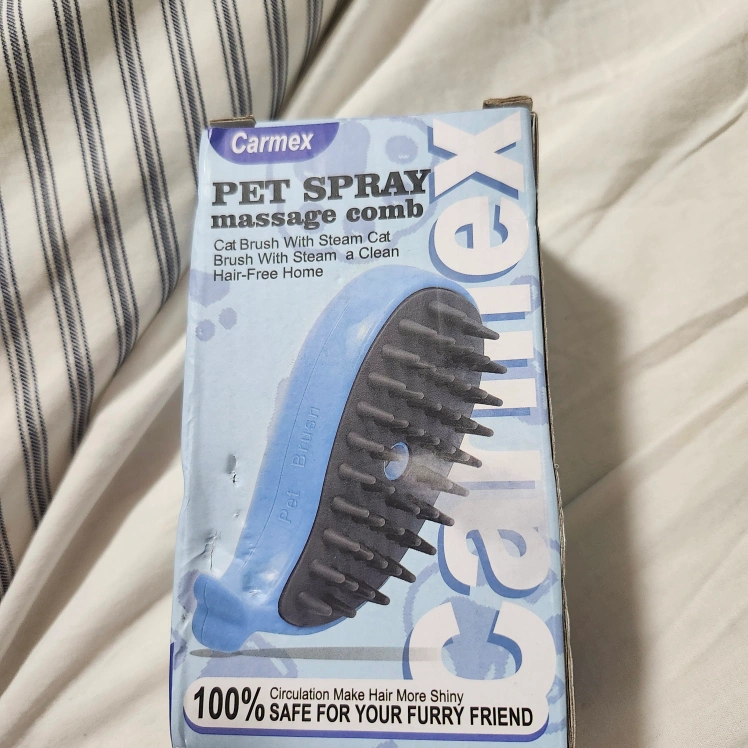 Carmex
PET SPRAY
massage comb
Cat Brush With Steam Cat
Brush With Steam a Clean
Hair-Free Home
carmex
Pet Brush
100% Circulation Make Hair More Shiny
SAFE FOR YOUR FURRY FRIEND